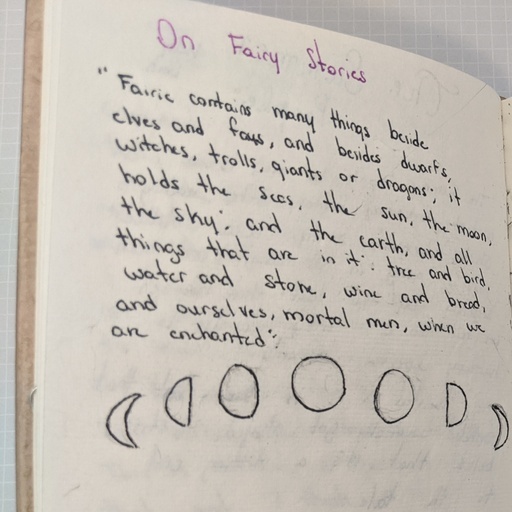 On Fairy Stories
"Fairie contains many things beside
elves and fays, and besides dwarfs,
witches, trolls, giants or dragons; it
holds the seas, the sun, the moon,
the sky; and the earth, and all
things that are in it: tree and bird,
water and stone, wine and bread,
and ourselves, mortal men, when we
are enchanted".